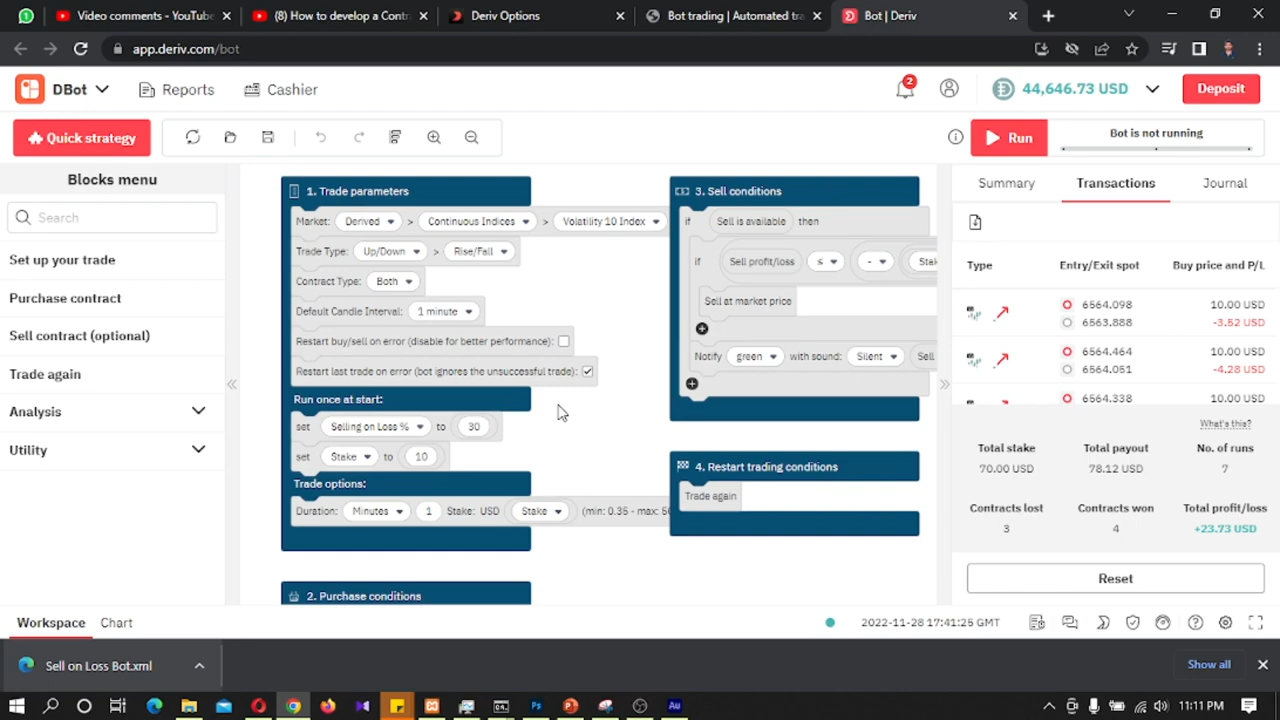 Video comments - YouTube
(8) How to develop a Contr
Deriv Options
Bot trading | Automated tra
Bot | Deriv
app.deriv.com/bot
DBot
Reports
Cashier
2
44,646.73 USD
Deposit
Quick strategy
Run
Bot is not running
Blocks menu
Search
Set up your trade
Purchase contract
Sell contract (optional)
Trade again
Analysis
Utility
1. Trade parameters
Market: Derived > Continuous Indices > Volatility 10 Index
Trade Type: Up/Down > Rise/Fall
Contract Type: Both
Default Candle Interval: 1 minute
Restart buy/sell on error (disable for better performance):
Restart last trade on error (bot ignores the unsuccessful trade):
Run once at start:
set Selling on Loss % to 30
set Stake to 10
Trade options:
Duration: Minutes 1 Stake: USD Stake (min: 0.35 - max: 50
2. Purchase conditions
3. Sell conditions
if Sell is available then
if Sell profit/loss ≤ - Stak
Sell at market price
Notify green with sound: Silent Sell
4. Restart trading conditions
Trade again
Summary
Transactions
Journal
Type Entry/Exit spot Buy price and P/L
6564.098 10.00 USD
6563.888 -3.52 USD
6564.464 10.00 USD
6564.051 -4.28 USD
6564.338 10.00 USD
What's this?
Total stake Total payout No. of runs
70.00 USD 78.12 USD 7
Contracts lost Contracts won Total profit/loss
3 4 +23.73 USD
Reset
Workspace
Chart
2022-11-28 17:41:25 GMT
Sell on Loss Bot.xml
Show all
11:11 PM